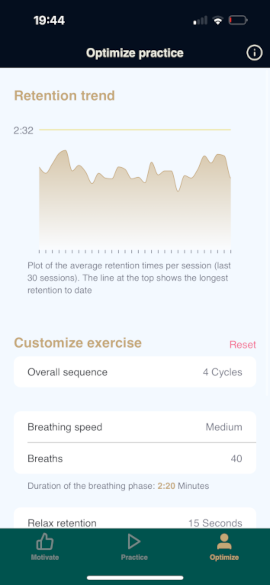 19:44
Optimize practice
Retention trend
2:32
Plot of the average retention times per session (last
30 sessions). The line at the top shows the longest
retention to date
Customize exercise
Reset
Overall sequence
4 Cycles
Breathing speed
Medium
Breaths
40
Duration of the breathing phase: 2:20 Minutes
Relax retention
15 Seconds
Motivate
Practice
Optimize